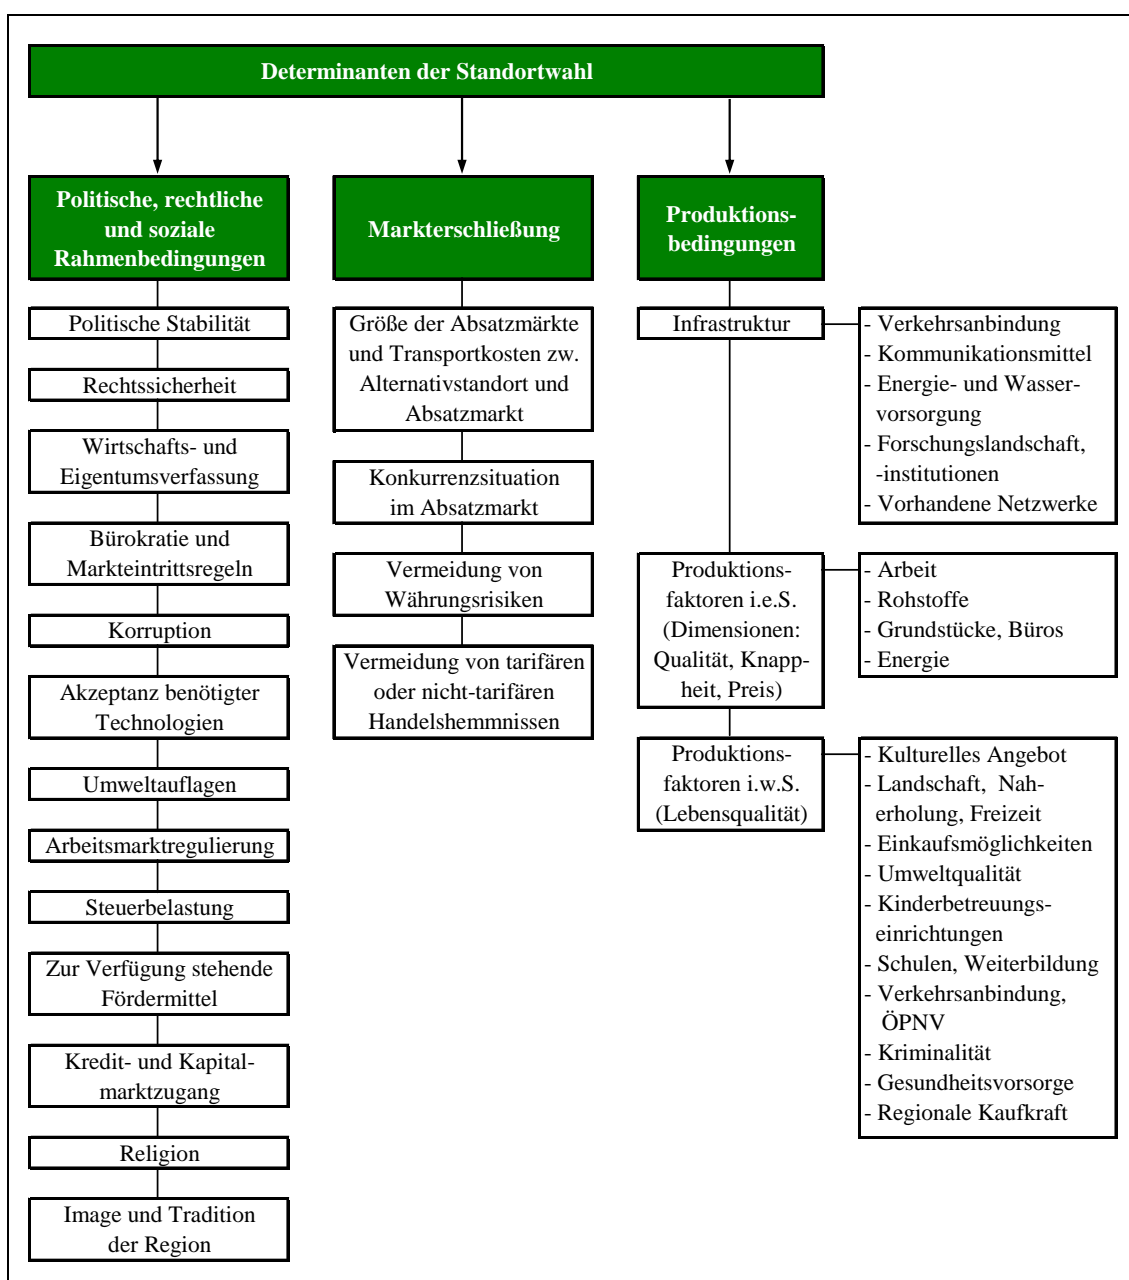 Determinanten der Standortwahl
Politische, rechtliche
und soziale
Rahmenbedingungen
Politische Stabilität
Rechtssicherheit
Wirtschafts- und
Eigentumsverfassung
Bürokratie und
Markteintrittsregeln
Korruption
Akzeptanz benötigter
Technologien
Umweltauflagen
Arbeitsmarktregulierung
Steuerbelastung
Zur Verfügung stehende
Fördermittel
Kredit- und Kapital-
marktzugang
Religion
Image und Tradition
der Region
Markterschließung
Größe der Absatzmärkte
und Transportkosten zw.
Alternativstandort und
Absatzmarkt
Konkurrenzsituation
im Absatzmarkt
Vermeidung von
Währungsrisiken
Vermeidung von tarifären
oder nicht-tarifären
Handelshemmnissen
Produktions-
bedingungen
Infrastruktur
- Verkehrsanbindung
- Kommunikationsmittel
- Energie- und Wasser-
vorsorgung
- Forschungslandschaft,
-institutionen
- Vorhandene Netzwerke
Produktions-
faktoren i.e.S.
(Dimensionen:
Qualität, Knapp-
heit, Preis)
- Arbeit
- Rohstoffe
- Grundstücke, Büros
- Energie
Produktions-
faktoren i.w.S.
(Lebensqualität)
- Kulturelles Angebot
- Landschaft, Nah-
erholung, Freizeit
- Einkaufsmöglichkeiten
- Umweltqualität
- Kinderbetreuungs-
einrichtungen
- Schulen, Weiterbildung
- Verkehrsanbindung,
ÖPNV
- Kriminalität
- Gesundheitsvorsorge
- Regionale Kaufkraft